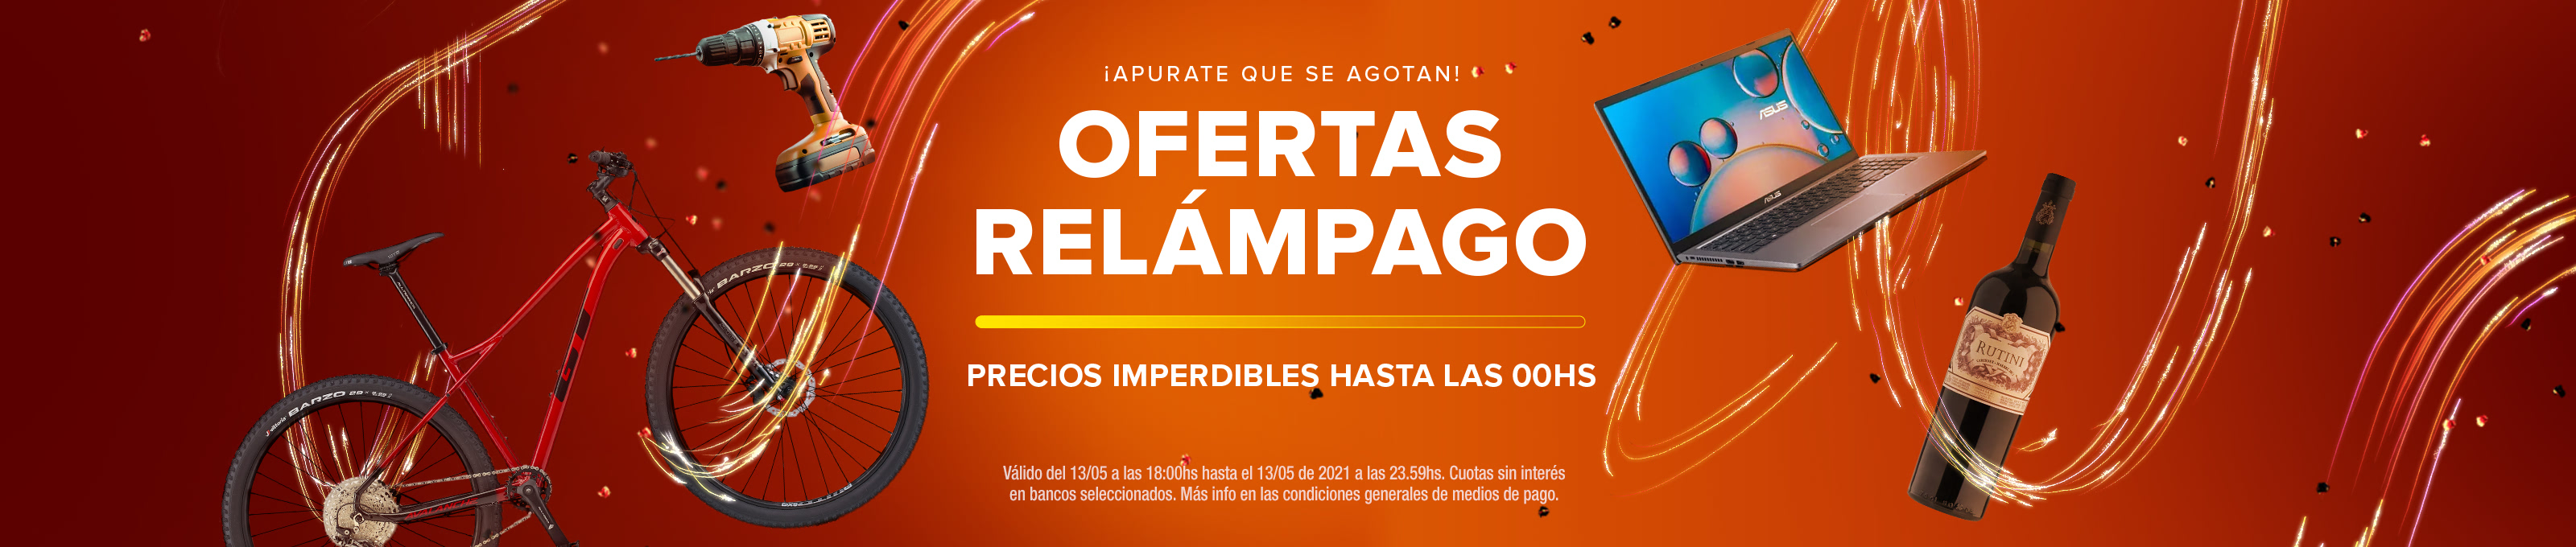 ¡APURATE QUE SE AGOTAN!
OFERTAS
RELÁMPAGO
PRECIOS IMPERDIBLES HASTA LAS 00HS
Válido del 13/05 a las 18:00hs hasta el 13/05 de 2021 a las 23.59hs. Cuotas sin interés
en bancos seleccionados. Más info en las condiciones generales de medios de pago.
BARZO
BARZO
GT
ASUS
ASUS
RUTINI